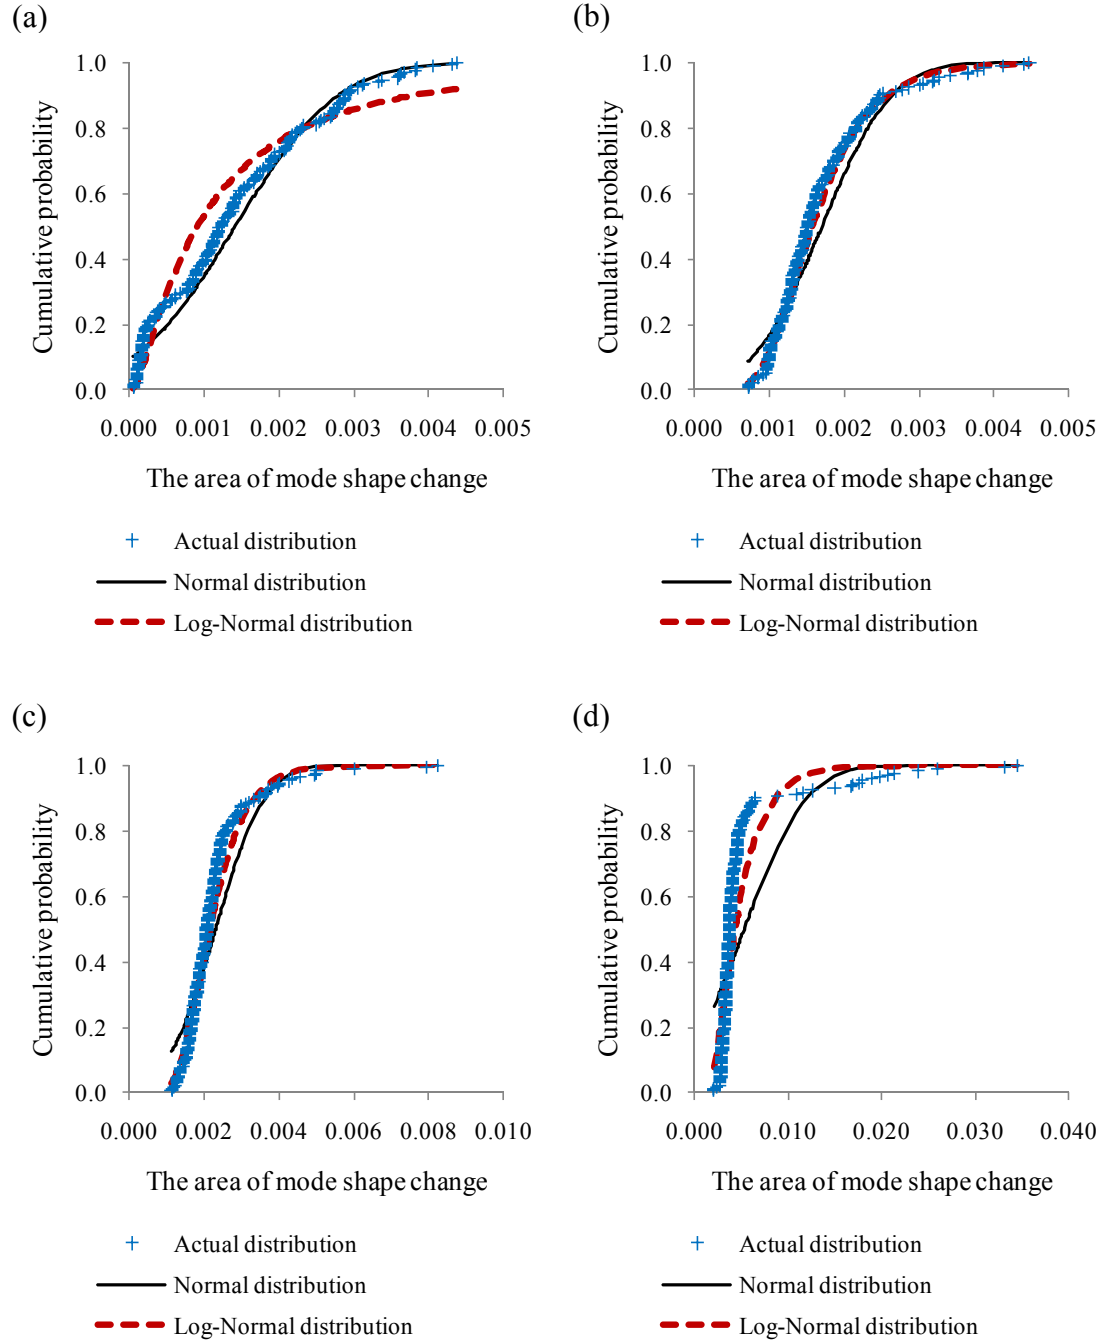 (a)
1.0
0.8
0.6
0.4
0.2
0.0
Cumulative probability
0.000 0.001 0.002 0.003 0.004 0.005
The area of mode shape change
Actual distribution
Normal distribution
Log-Normal distribution
(b)
1.0
0.8
0.6
0.4
0.2
0.0
Cumulative probability
0.000 0.001 0.002 0.003 0.004 0.005
The area of mode shape change
Actual distribution
Normal distribution
Log-Normal distribution
(c)
1.0
0.8
0.6
0.4
0.2
0.0
Cumulative probability
0.000 0.002 0.004 0.006 0.008 0.010
The area of mode shape change
Actual distribution
Normal distribution
Log-Normal distribution
(d)
1.0
0.8
0.6
0.4
0.2
0.0
Cumulative probability
0.000 0.010 0.020 0.030 0.040
The area of mode shape change
Actual distribution
Normal distribution
Log-Normal distribution